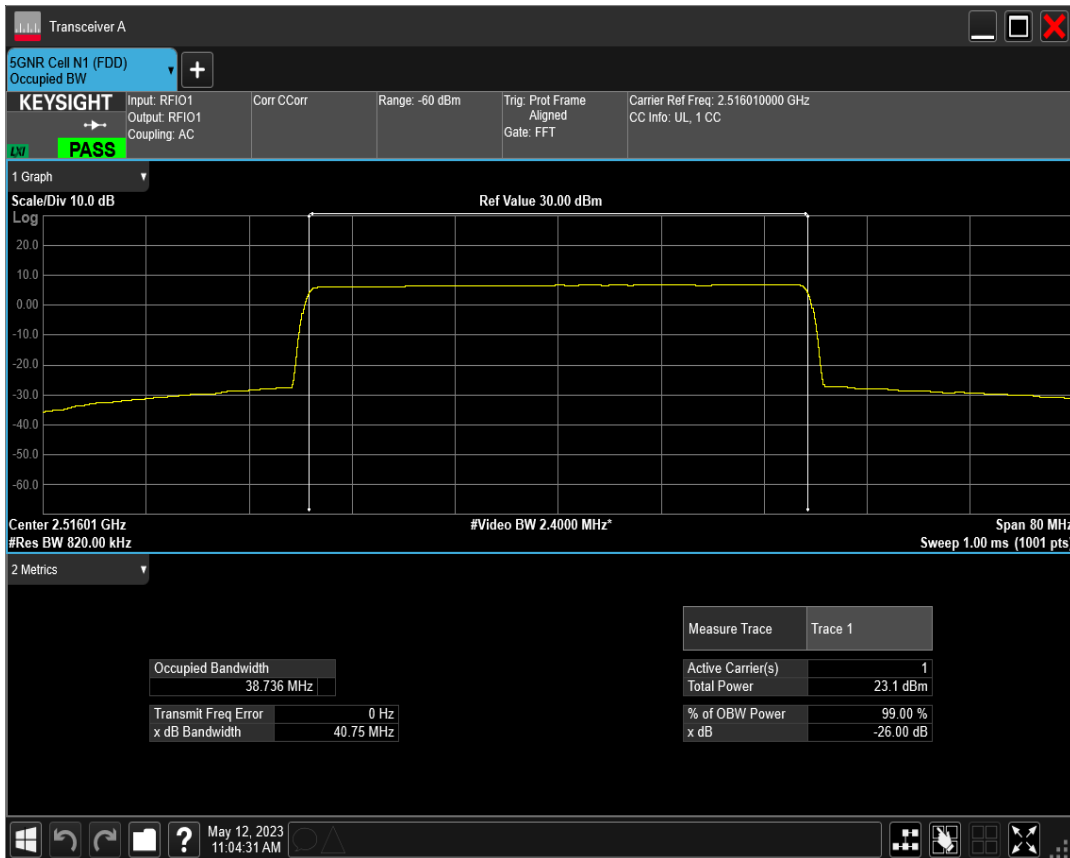 Transceiver A
5GNR Cell N1 (FDD)
Occupied BW
+
KEYSIGHT
LXI
PASS
Input: RFIO1
Output: RFIO1
Coupling: AC
Corr CCorr
Range: -60 dBm
Trig: Prot Frame
Aligned
Gate: FFT
Carrier Ref Freq: 2.516010000 GHz
CC Info: UL, 1 CC
1 Graph
Scale/Div 10.0 dB
Ref Value 30.00 dBm
Log
20.0
10.0
0.00
-10.0
-20.0
-30.0
-40.0
-50.0
-60.0
Center 2.51601 GHz
#Video BW 2.4000 MHz*
Span 80 MHz
#Res BW 820.00 kHz
Sweep 1.00 ms (1001 pts)
2 Metrics
Measure Trace Trace 1
Occupied Bandwidth
38.736 MHz
Active Carrier(s) 1
Total Power 23.1 dBm
Transmit Freq Error 0 Hz
x dB Bandwidth 40.75 MHz
% of OBW Power 99.00 %
x dB -26.00 dB
?
May 12, 2023
11:04:31 AM